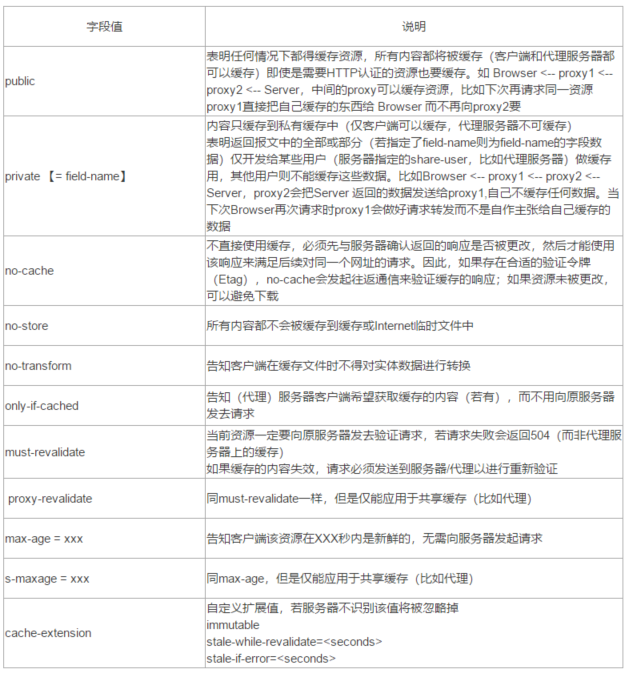 字段值
说明
public
表明任何情况下都得缓存资源，所有内容都将被缓存（客户端和代理服务器都
可以缓存）即使是需要HTTP认证的资源也要缓存。如 Browser <-- proxy1 <--
proxy2 <-- Server，中间的proxy可以缓存资源，比如下次再请求同一资源
proxy1直接把自己缓存的东西给 Browser 而不再向proxy2要
private 【= field-name】
内容只缓存到私有缓存中（仅客户端可以缓存，代理服务器不可缓存）
表明返回报文中的全部或部分（若指定了field-name则为field-name的字段数
据）仅开发给某些用户（服务器指定的share-user，比如代理服务器）做缓存
用，其他用户则不能缓存这些数据。比如Browser <-- proxy1 <-- proxy2 <--
Server，proxy2会把Server 返回的数据发送给proxy1,自己不缓存任何数据。当
下次Browser再次请求时proxy1会做好请求转发而不是自作主张给自己缓存的
数据
no-cache
不直接使用缓存，必须先与服务器确认返回的响应是否被更改，然后才能使用
该响应来满足后续对同一个网址的请求。因此，如果存在合适的验证令牌
（Etag），no-cache会发起往返通信来验证缓存的响应；如果资源未被更改，
可以避免下载
no-store
所有内容都不会被缓存到缓存或Internet临时文件中
no-transform
告知客户端在缓存文件时不得对实体数据进行转换
only-if-cached
告知（代理）服务器客户端希望获取缓存的内容（若有），而不用向原服务器
发去请求
must-revalidate
当前资源一定要向原服务器发去验证请求，若请求失败会返回504（而非代理服
务器上的缓存）
如果缓存的内容失效，请求必须发送到服务器/代理以进行重新验证
proxy-revalidate
同must-revalidate一样，但是仅能应用于共享缓存（比如代理）
max-age = xxx
告知客户端该资源在XXX秒内是新鲜的，无需向服务器发起请求
s-maxage = xxx
同max-age，但是仅能应用于共享缓存（比如代理）
cache-extension
自定义扩展值，若服务器不识别该值将被忽略掉
immutable
stale-while-revalidate=<seconds>
stale-if-error=<seconds>